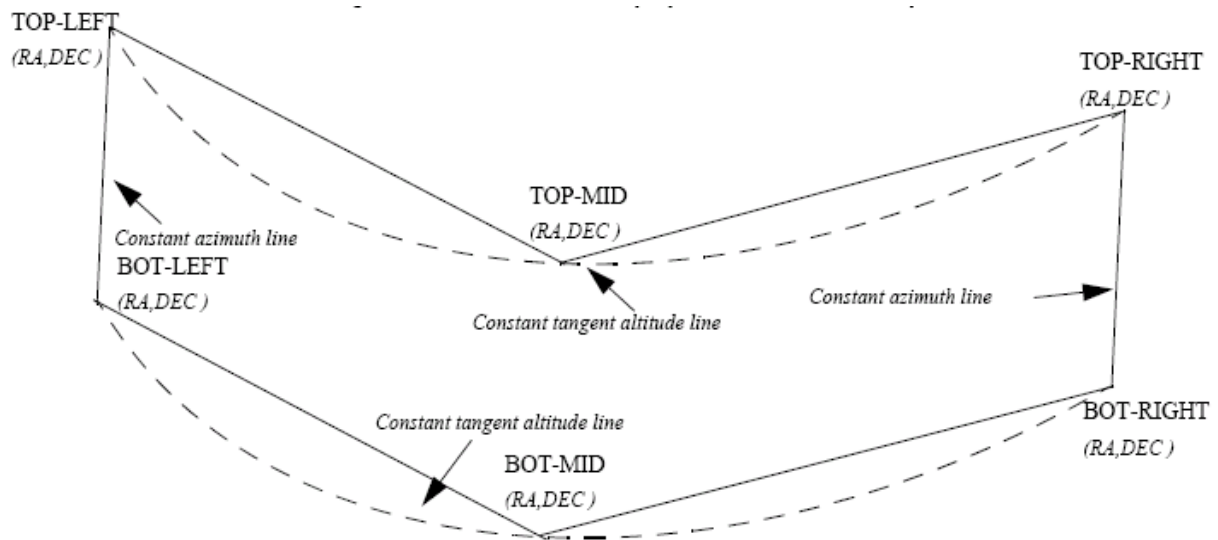 TOP-LEFT
(RA,DEC )
TOP-RIGHT
(RA,DEC )
TOP-MID
(RA,DEC )
Constant azimuth line
BOT-LEFT
(RA,DEC )
Constant azimuth line
Constant tangent altitude line
Constant tangent altitude line
BOT-RIGHT
(RA,DEC )
BOT-MID
(RA,DEC )